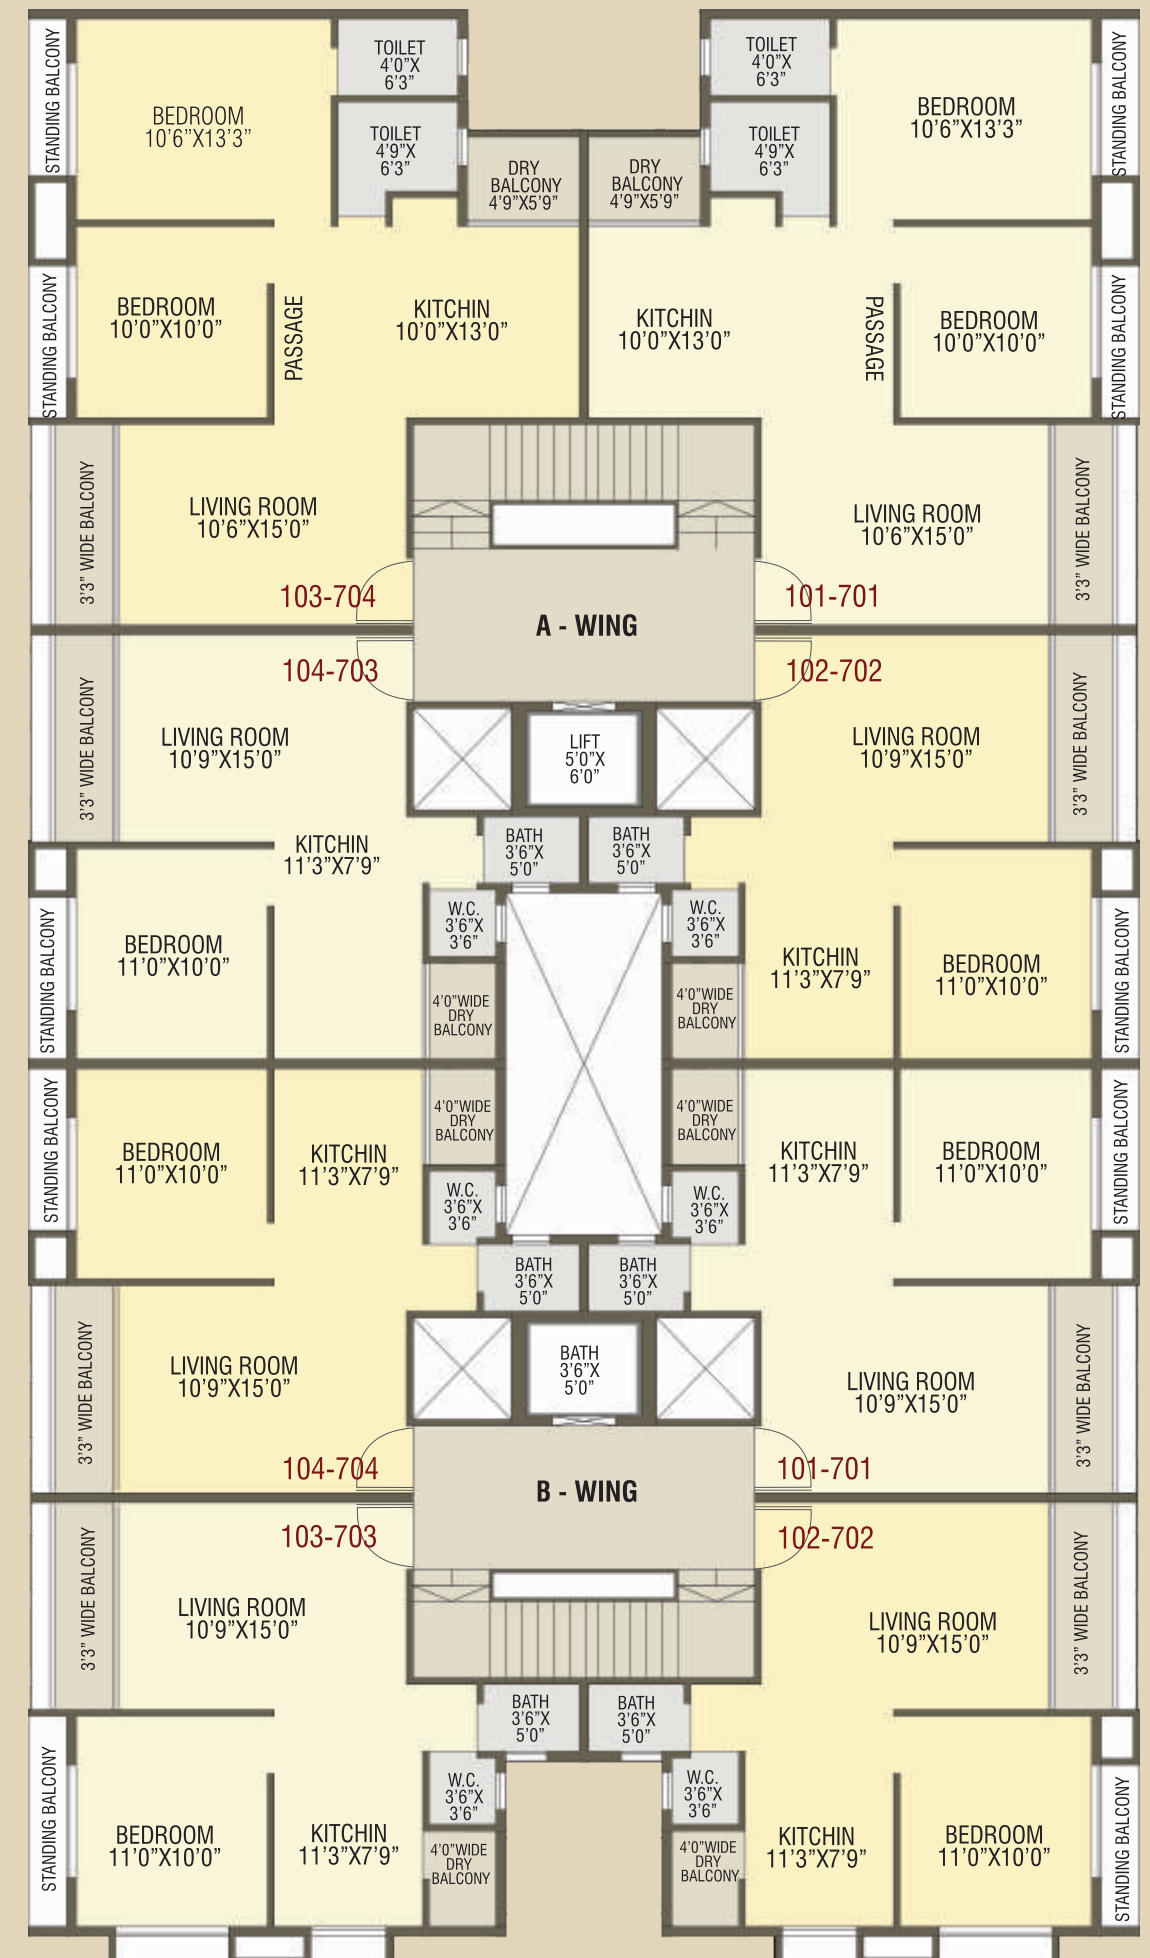 STANDING BALCONY
BEDROOM
10'6"X13'3"
TOILET
4'0"X
6'3"
TOILET
4'9"X
6'3"
DRY
BALCONY
4'9"X5'9"
TOILET
4'0"X
6'3"
TOILET
4'9"X
6'3"
DRY
BALCONY
4'9"X5'9"
BEDROOM
10'6"X13'3"
STANDING BALCONY
STANDING BALCONY
BEDROOM
10'0"X10'0"
PASSAGE
KITCHIN
10'0"X13'0"
KITCHIN
10'0"X13'0"
PASSAGE
BEDROOM
10'0"X10'0"
STANDING BALCONY
3'3" WIDE BALCONY
LIVING ROOM
10'6"X15'0"
103-704
LIVING ROOM
10'6"X15'0"
101-701
3'3" WIDE BALCONY
A - WING
3'3" WIDE BALCONY
104-703
LIVING ROOM
10'9"X15'0"
LIFT
5'0"X
6'0"
102-702
LIVING ROOM
10'9"X15'0"
3'3" WIDE BALCONY
KITCHIN
11'3"X7'9"
BATH
3'6"X
5'0"
BATH
3'6"X
5'0"
STANDING BALCONY
BEDROOM
11'0"X10'0"
W.C.
3'6"X
3'6"
W.C.
3'6"X
3'6"
KITCHIN
11'3"X7'9"
BEDROOM
11'0"X10'0"
STANDING BALCONY
4'0"WIDE
DRY
BALCONY
4'0"WIDE
DRY
BALCONY
STANDING BALCONY
BEDROOM
11'0"X10'0"
KITCHIN
11'3"X7'9"
4'0"WIDE
DRY
BALCONY
4'0"WIDE
DRY
BALCONY
KITCHIN
11'3"X7'9"
BEDROOM
11'0"X10'0"
STANDING BALCONY
W.C.
3'6"X
3'6"
W.C.
3'6"X
3'6"
BATH
3'6"X
5'0"
BATH
3'6"X
5'0"
3'3" WIDE BALCONY
LIVING ROOM
10'9"X15'0"
BATH
3'6"X
5'0"
LIVING ROOM
10'9"X15'0"
3'3" WIDE BALCONY
104-704
101-701
B - WING
103-703
102-702
3'3" WIDE BALCONY
LIVING ROOM
10'9"X15'0"
LIVING ROOM
10'9"X15'0"
3'3" WIDE BALCONY
BATH
3'6"X
5'0"
BATH
3'6"X
5'0"
STANDING BALCONY
BEDROOM
11'0"X10'0"
KITCHIN
11'3"X7'9"
W.C.
3'6"X
3'6"
W.C.
3'6"X
3'6"
4'0"WIDE
DRY
BALCONY
4'0"WIDE
DRY
BALCONY
KITCHIN
11'3"X7'9"
BEDROOM
11'0"X10'0"
STANDING BALCONY